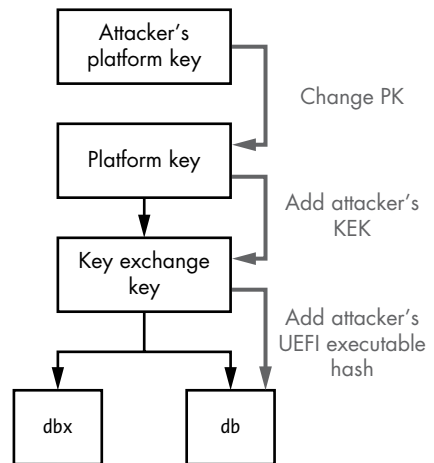 Attacker's
platform key
Change PK
Platform key
Add attacker's
KEK
Key exchange
key
Add attacker's
UEFI executable
hash
dbx
db